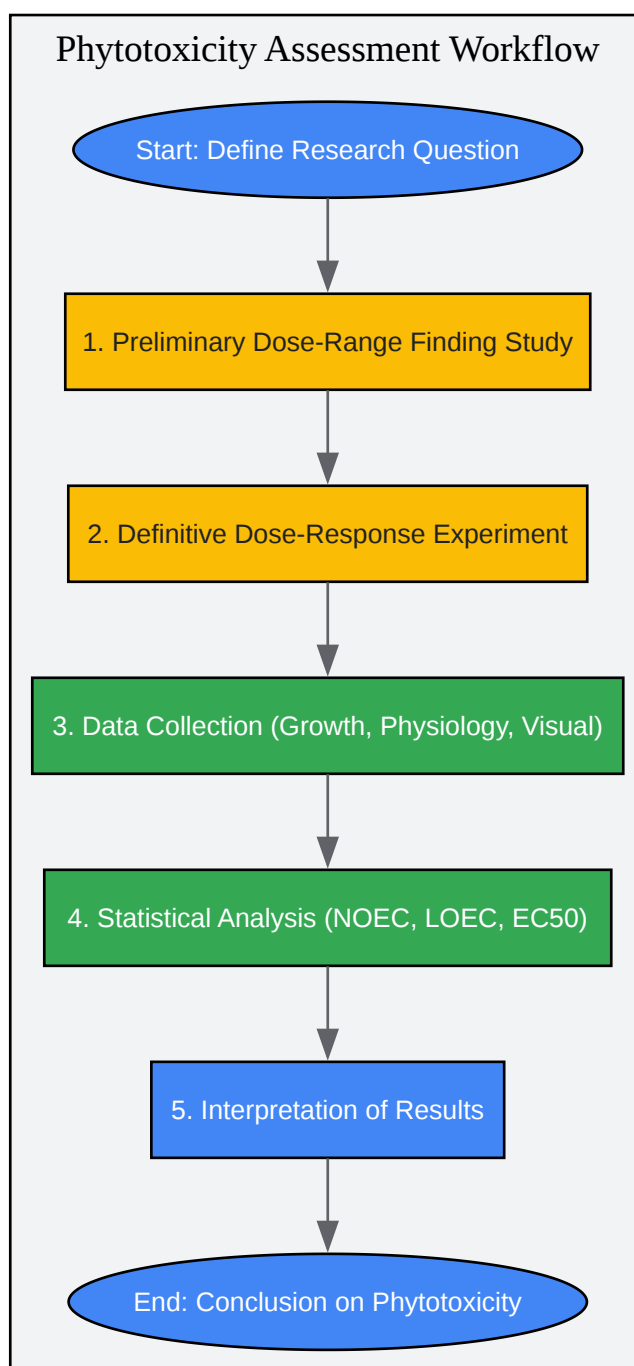 Phytotoxicity Assessment Workflow
Start: Define Research Question
1. Preliminary Dose-Range Finding Study
2. Definitive Dose-Response Experiment
3. Data Collection (Growth, Physiology, Visual)
4. Statistical Analysis (NOEC, LOEC, EC50)
5. Interpretation of Results
End: Conclusion on Phytotoxicity